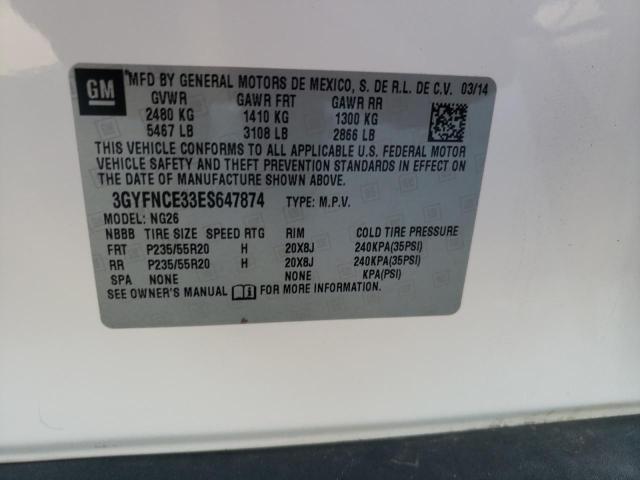 GM
MFD BY GENERAL MOTORS DE MEXICO, S. DE R.L. DE C.V. 03/14
GVWR GAWR FRT GAWR RR
2480 KG 1410 KG 1300 KG
5467 LB 3108 LB 2866 LB
THIS VEHICLE CONFORMS TO ALL APPLICABLE U.S. FEDERAL MOTOR
VEHICLE SAFETY AND THEFT PREVENTION STANDARDS IN EFFECT ON
THE DATE OF MANUFACTURE SHOWN ABOVE.
3GYFNCE33ES647874 TYPE: M.P.V.
MODEL: NG26
NBBB TIRE SIZE SPEED RTG RIM COLD TIRE PRESSURE
FRT P235/55R20 H 20X8J 240KPA(35PSI)
RR P235/55R20 H 20X8J 240KPA(35PSI)
SPA NONE NONE KPA(PSI)
SEE OWNER'S MANUAL FOR MORE INFORMATION.